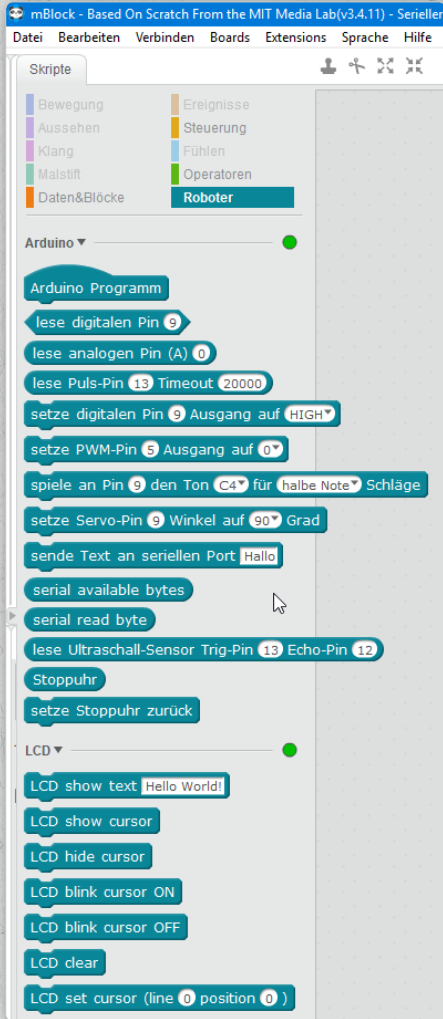 mBlock - Based On Scratch From the MIT Media Lab(v3.4.11) - Serieller
Datei Bearbeiten Verbinden Boards Extensions Sprache Hilfe
Skripte
Bewegung Ereignisse
Aussehen Steuerung
Klang Fühlen
Malstift Operatoren
Daten&Blöcke Roboter
Arduino
Arduino Programm
lese digitalen Pin 9
lese analogen Pin (A) 0
lese Puls-Pin 13 Timeout 20000
setze digitalen Pin 9 Ausgang auf HIGH
setze PWM-Pin 5 Ausgang auf 0
spiele an Pin 9 den Ton C4 für halbe Note Schläge
setze Servo-Pin 9 Winkel auf 90 Grad
sende Text an seriellen Port Hallo
serial available bytes
serial read byte
lese Ultraschall-Sensor Trig-Pin 13 Echo-Pin 12
Stoppuhr
setze Stoppuhr zurück
LCD
LCD show text Hello World!
LCD show cursor
LCD hide cursor
LCD blink cursor ON
LCD blink cursor OFF
LCD clear
LCD set cursor (line 0 position 0 )